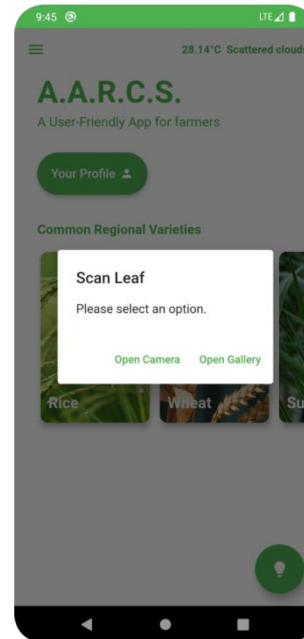 9:45
LTE
28.14°C Scattered clouds
A.A.R.C.S.
A User-Friendly App for farmers
Your Profile
Common Regional Varieties
Scan Leaf
Please select an option.
Open Camera Open Gallery
Rice Wheat Su